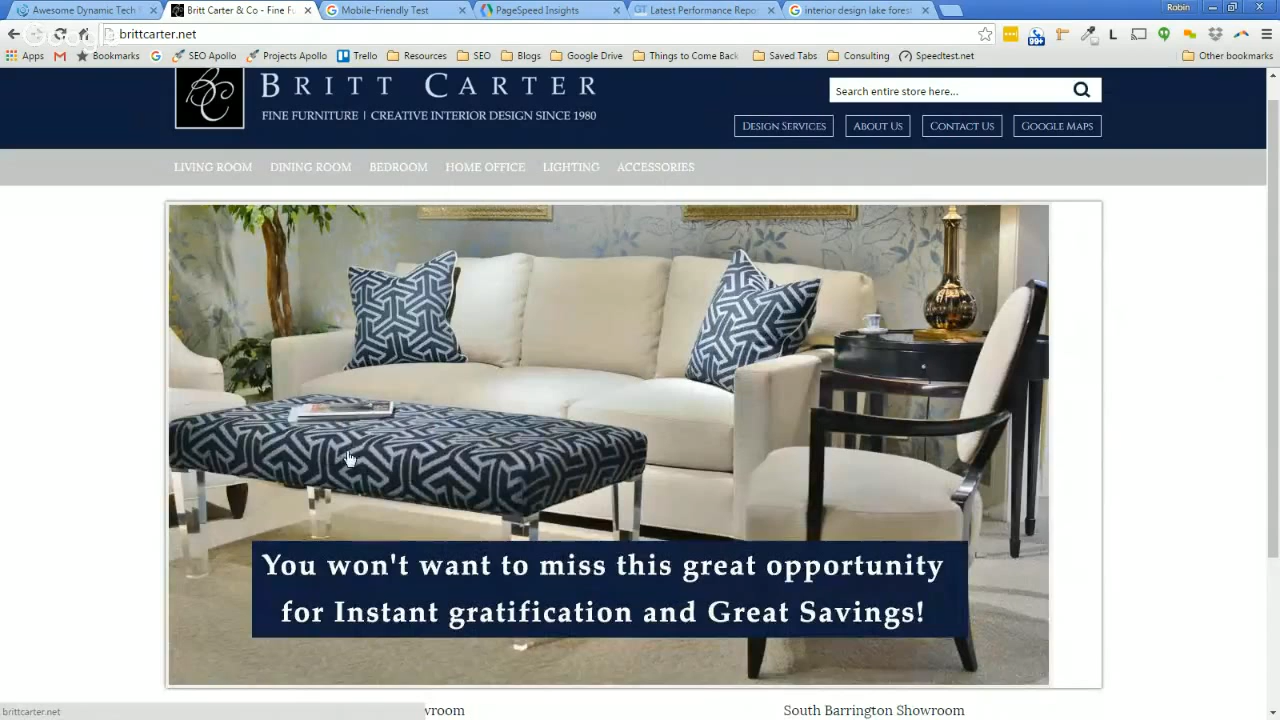 Awesome Dynamic Tech
Britt Carter & Co - Fine F
Mobile-Friendly Test
PageSpeed Insights
Latest Performance Repo
interior design lake forest
Robin
brittcarter.net
99+
Apps
Bookmarks
SEO Apollo
Projects Apollo
Trello
Resources
SEO
Blogs
Google Drive
Things to Come Back
Saved Tabs
Consulting
Speedtest.net
Other bookmarks
BC
BRITT CARTER
FINE FURNITURE | CREATIVE INTERIOR DESIGN SINCE 1980
Search entire store here...
DESIGN SERVICES
ABOUT US
CONTACT US
GOOGLE MAPS
LIVING ROOM
DINING ROOM
BEDROOM
HOME OFFICE
LIGHTING
ACCESSORIES
You won't want to miss this great opportunity
for Instant gratification and Great Savings!
brittcarter.net
South Barrington Showroom